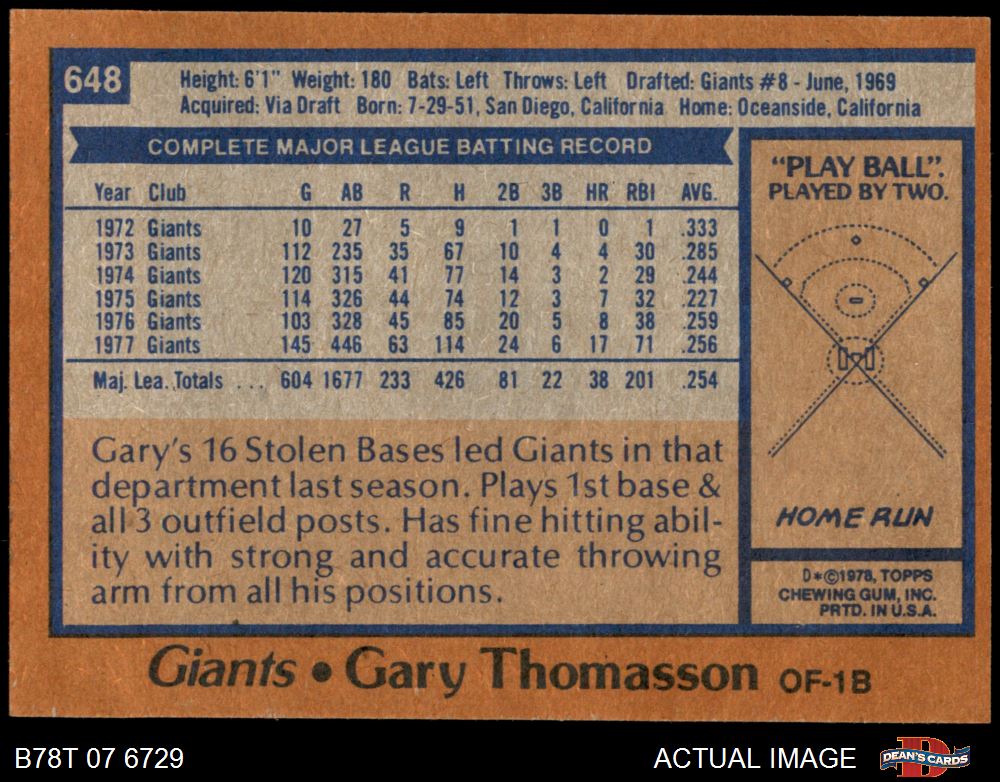 648
Height: 6'1" Weight: 180 Bats: Left Throws: Left Drafted: Giants #8 - June, 1969
Acquired: Via Draft Born: 7-29-51, San Diego, California Home: Oceanside, California
COMPLETE MAJOR LEAGUE BATTING RECORD
Year Club G AB R H 2B 3B HR RBI AVG.
1972 Giants 10 27 5 9 1 1 0 1 .333
1973 Giants 112 235 35 67 10 4 4 30 .285
1974 Giants 120 315 41 77 14 3 2 29 .244
1975 Giants 114 326 44 74 12 3 7 32 .227
1976 Giants 103 328 45 85 20 5 8 38 .259
1977 Giants 145 446 63 114 24 6 17 71 .256
Maj. Lea. Totals ... 604 1677 233 426 81 22 38 201 .254
Gary's 16 Stolen Bases led Giants in that
department last season. Plays 1st base &
all 3 outfield posts. Has fine hitting abil-
ity with strong and accurate throwing
arm from all his positions.
"PLAY BALL".
PLAYED BY TWO.
HOME RUN
D*©1978, TOPPS
CHEWING GUM, INC.
PRTD. IN U.S.A.
Giants • Gary Thomasson OF-1B
B78T 07 6729 ACTUAL IMAGE DEAN'S CARDS